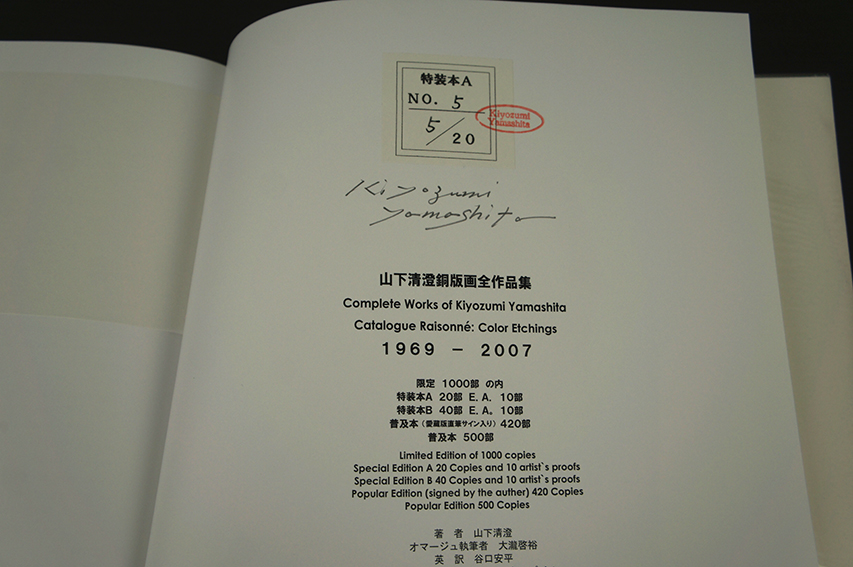 特装本A
NO. 5
5/20
Kiyozumi
Yamashita
Kiyozumi
Yamashita
山下清澄銅版画全作品集
Complete Works of Kiyozumi Yamashita
Catalogue Raisonné: Color Etchings
1969 － 2007
限定 1000部 の内
特装本A 20部 E.A. 10部
特装本B 40部 E.A。10部
普及本（愛蔵版直筆サイン入り）420部
普及本 500部
Limited Edition of 1000 copies
Special Edition A 20 Copies and 10 artist`s proofs
Special Edition B 40 Copies and 10 artist`s proofs
Popular Edition (signed by the auther) 420 Copies
Popular Edition 500 Copies
著 者 山下清澄
オマージュ執筆者 大瀧啓裕
英 訳 谷口安平